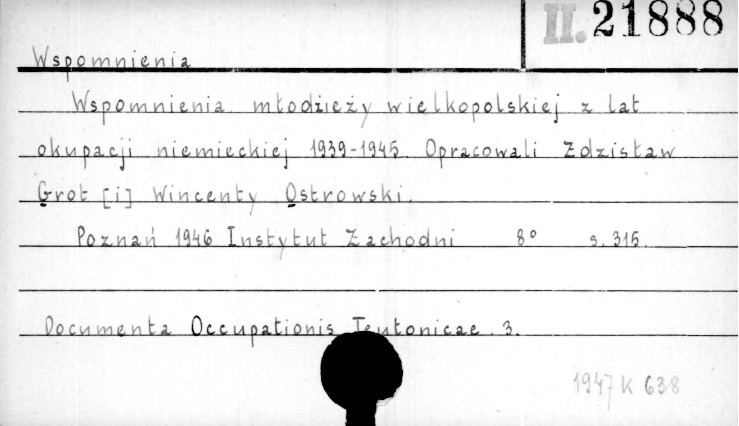 II. 21888
Wspomnienia
Wspomnienia młodzieży wielkopolskiej z lat
okupacji niemieckiej 1939-1945. Opracowali Zdzisław
Grot [i] Wincenty Ostrowski.
Poznań 1946 Instytut Zachodni 8° s. 315.
Documenta Occupationis Teutonicae. 3.
1947 K 638